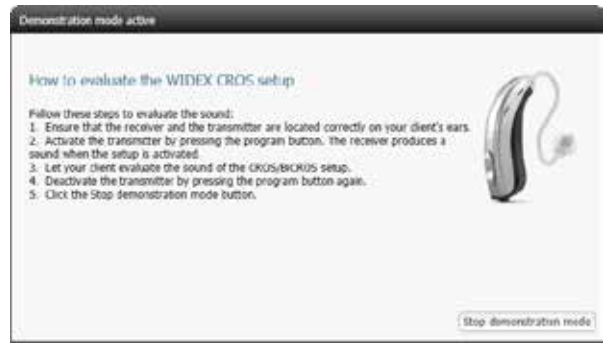 Demonstration mode active
How to evaluate the WIDEX CROS setup
Follow these steps to evaluate the sound:
1. Ensure that the receiver and the transmitter are located correctly on your client's ears.
2. Activate the transmitter by pressing the program button. The receiver produces a
sound when the setup is activated.
3. Let your client evaluate the sound of the CROS/BiCROS setup.
4. Deactivate the transmitter by pressing the program button again.
5. Click the Stop demonstration mode button.
Stop demonstration mode